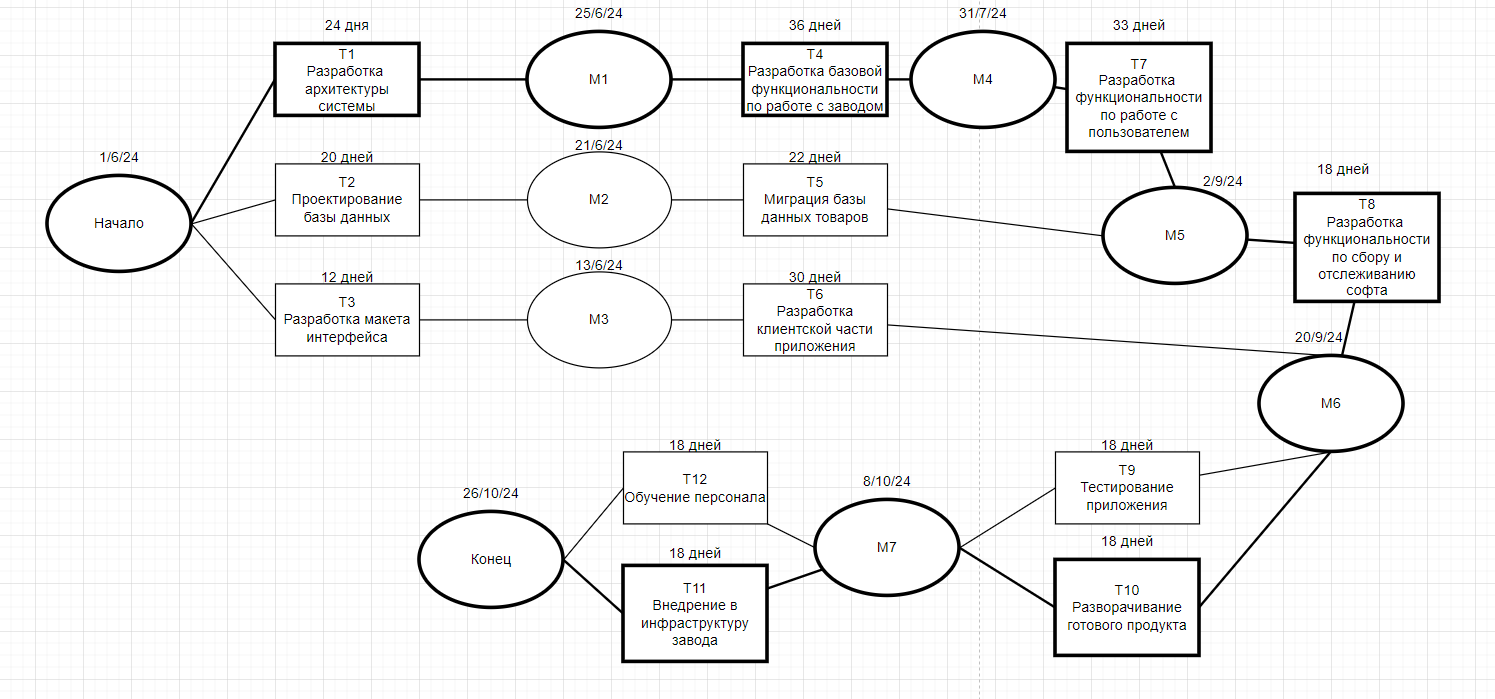 25/6/24
31/7/24
24 дня
36 дней
33 дней
T1
Разработка
архитектуры
системы
M1
T4
Разработка базовой
функциональности
по работе с заводом
M4
T7
Разработка
функциональности
по работе с
пользователем
1/6/24
Начало
20 дней
T2
Проектирование
базы данных
21/6/24
M2
22 дней
T5
Миграция базы
данных товаров
2/9/24
M5
18 дней
T8
Разработка
функциональности
по сбору и
отслеживанию
софта
12 дней
T3
Разработка макета
интерфейса
13/6/24
M3
30 дней
T6
Разработка
клиентской части
приложения
20/9/24
M6
26/10/24
Конец
18 дней
T12
Обучение персонала
8/10/24
M7
18 дней
T9
Тестирование
приложения
18 дней
T11
Внедрение в
инфраструктуру
завода
18 дней
T10
Разворачивание
готового продукта